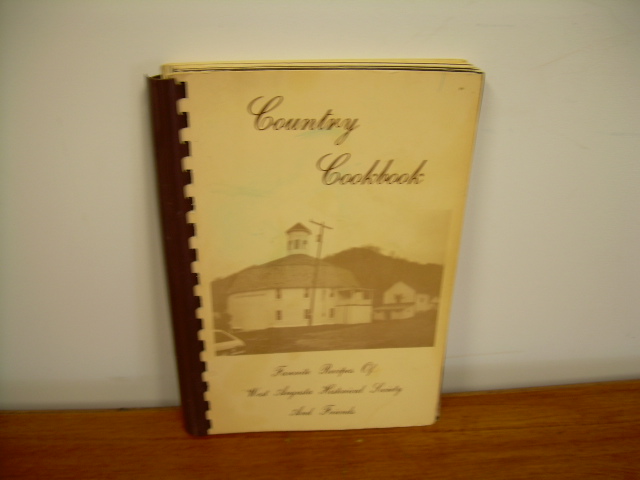 Country
Cookbook
Favorite Recipes Of
West Augusta Historical Society
And Friends